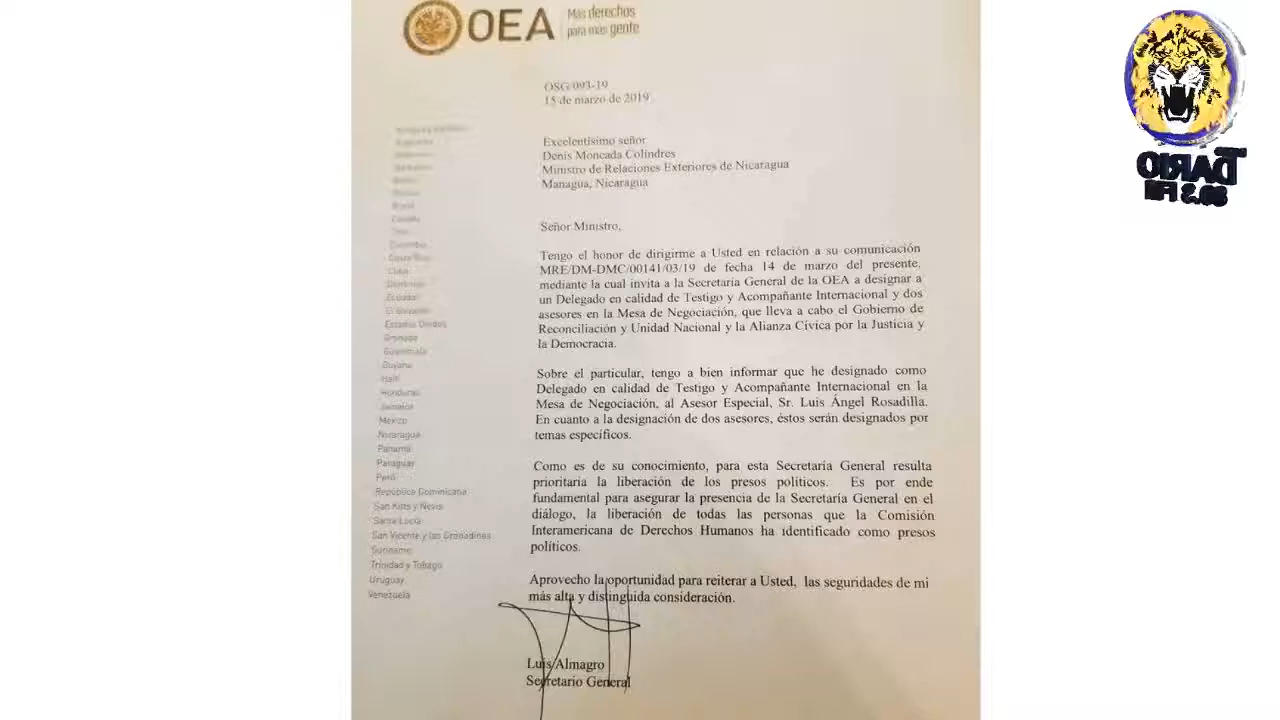 OEA
Más derechos
para más gente
OSG/093-19
15 de marzo de 2019
Excelentísimo señor
Denis Moncada Colindres
Ministro de Relaciones Exteriores de Nicaragua
Managua, Nicaragua
Señor Ministro,
Tengo el honor de dirigirme a Usted en relación a su comunicación
MRE/DM-DMC/00141/03/19 de fecha 14 de marzo del presente,
mediante la cual invita a la Secretaría General de la OEA a designar a
un Delegado en calidad de Testigo y Acompañante Internacional y dos
asesores en la Mesa de Negociación, que lleva a cabo el Gobierno de
Reconciliación y Unidad Nacional y la Alianza Cívica por la Justicia y
la Democracia.
Sobre el particular, tengo a bien informar que he designado como
Delegado en calidad de Testigo y Acompañante Internacional en la
Mesa de Negociación, al Asesor Especial, Sr. Luis Ángel Rosadilla.
En cuanto a la designación de dos asesores, éstos serán designados por
temas específicos.
Como es de su conocimiento, para esta Secretaría General resulta
prioritaria la liberación de los presos políticos. Es por ende
fundamental para asegurar la presencia de la Secretaría General en el
diálogo, la liberación de todas las personas que la Comisión
Interamericana de Derechos Humanos ha identificado como presos
políticos.
Aprovecho la oportunidad para reiterar a Usted, las seguridades de mi
más alta y distinguida consideración.
Luis Almagro
Secretario General
Colombia
Costa Rica
Cuba
Ecuador
El Salvador
Estados Unidos
Grenada
Guatemala
Guyana
Haití
Honduras
Jamaica
México
Nicaragua
Panamá
Paraguay
Perú
República Dominicana
San Kitts y Nevis
Santa Lucía
San Vicente y las Granadinas
Suriname
Trinidad y Tobago
Uruguay
Venezuela
DARIO